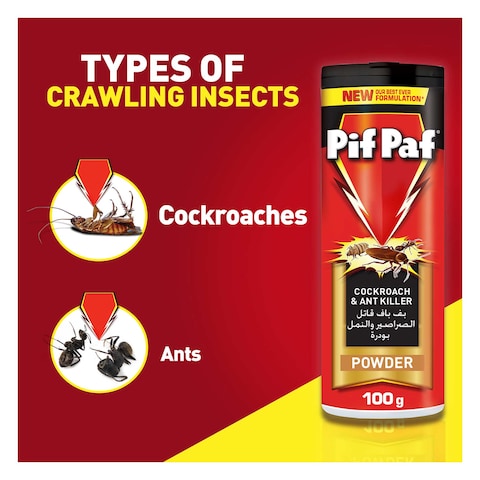 TYPES OF
CRAWLING INSECTS
Cockroaches
Ants
NEW OUR BEST EVER
FORMULATION*
Pif Paf®
COCKROACH
& ANT KILLER
بف باف قاتل
الصراصير والنمل
بودرة
POWDER
100 g